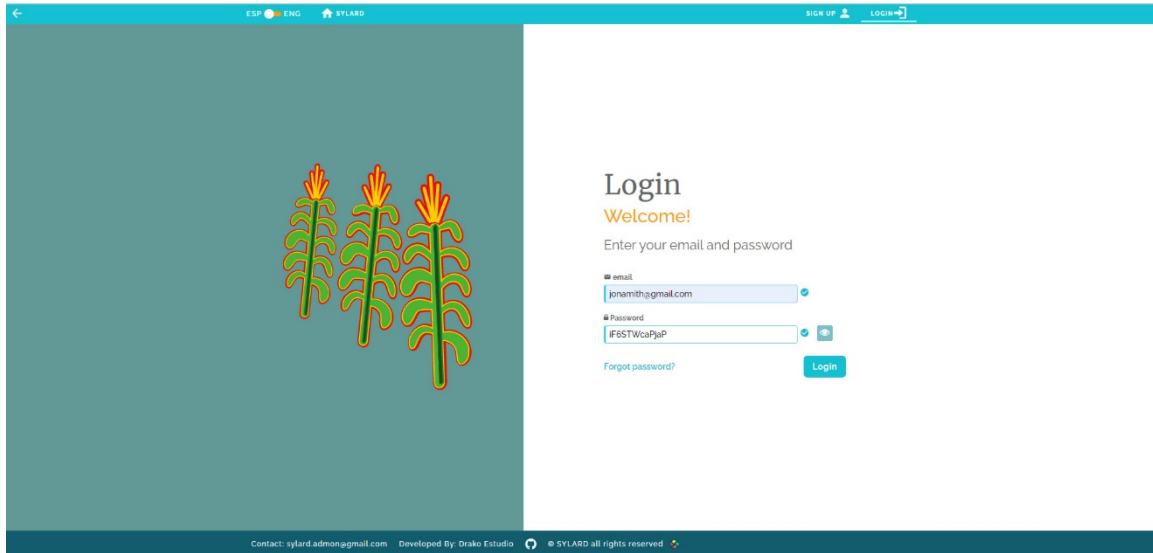 ESP ENG SYLARD SIGN UP LOGIN
Login
Welcome!
Enter your email and password
email
jonamith@gmail.com
Password
iF6STWcaPjaP
Forgot password? Login
Contact: sylard.admon@gmail.com Developed By: Drako Estudio © SYLARD all rights reserved